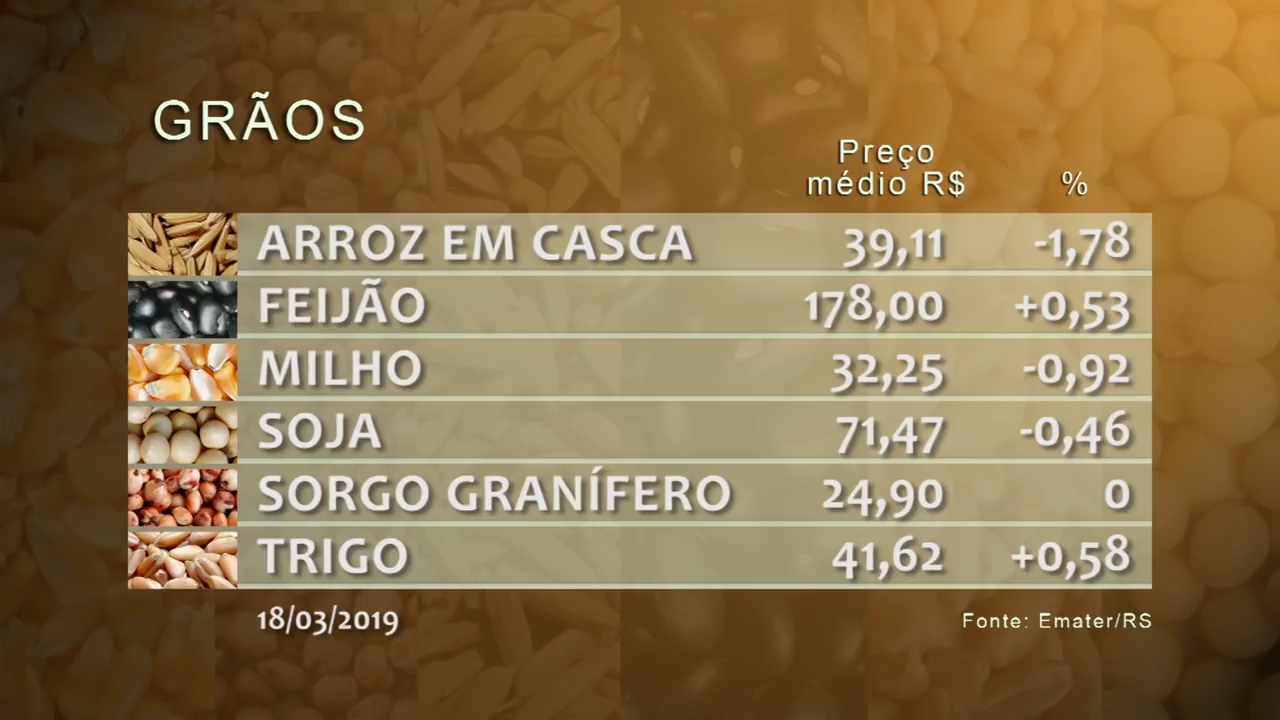 GRÃOS
Preço
médio R$ %
ARROZ EM CASCA 39,11 -1,78
FEIJÃO 178,00 +0,53
MILHO 32,25 -0,92
SOJA 71,47 -0,46
SORGO GRANÍFERO 24,90 0
TRIGO 41,62 +0,58
18/03/2019 Fonte: Emater/RS